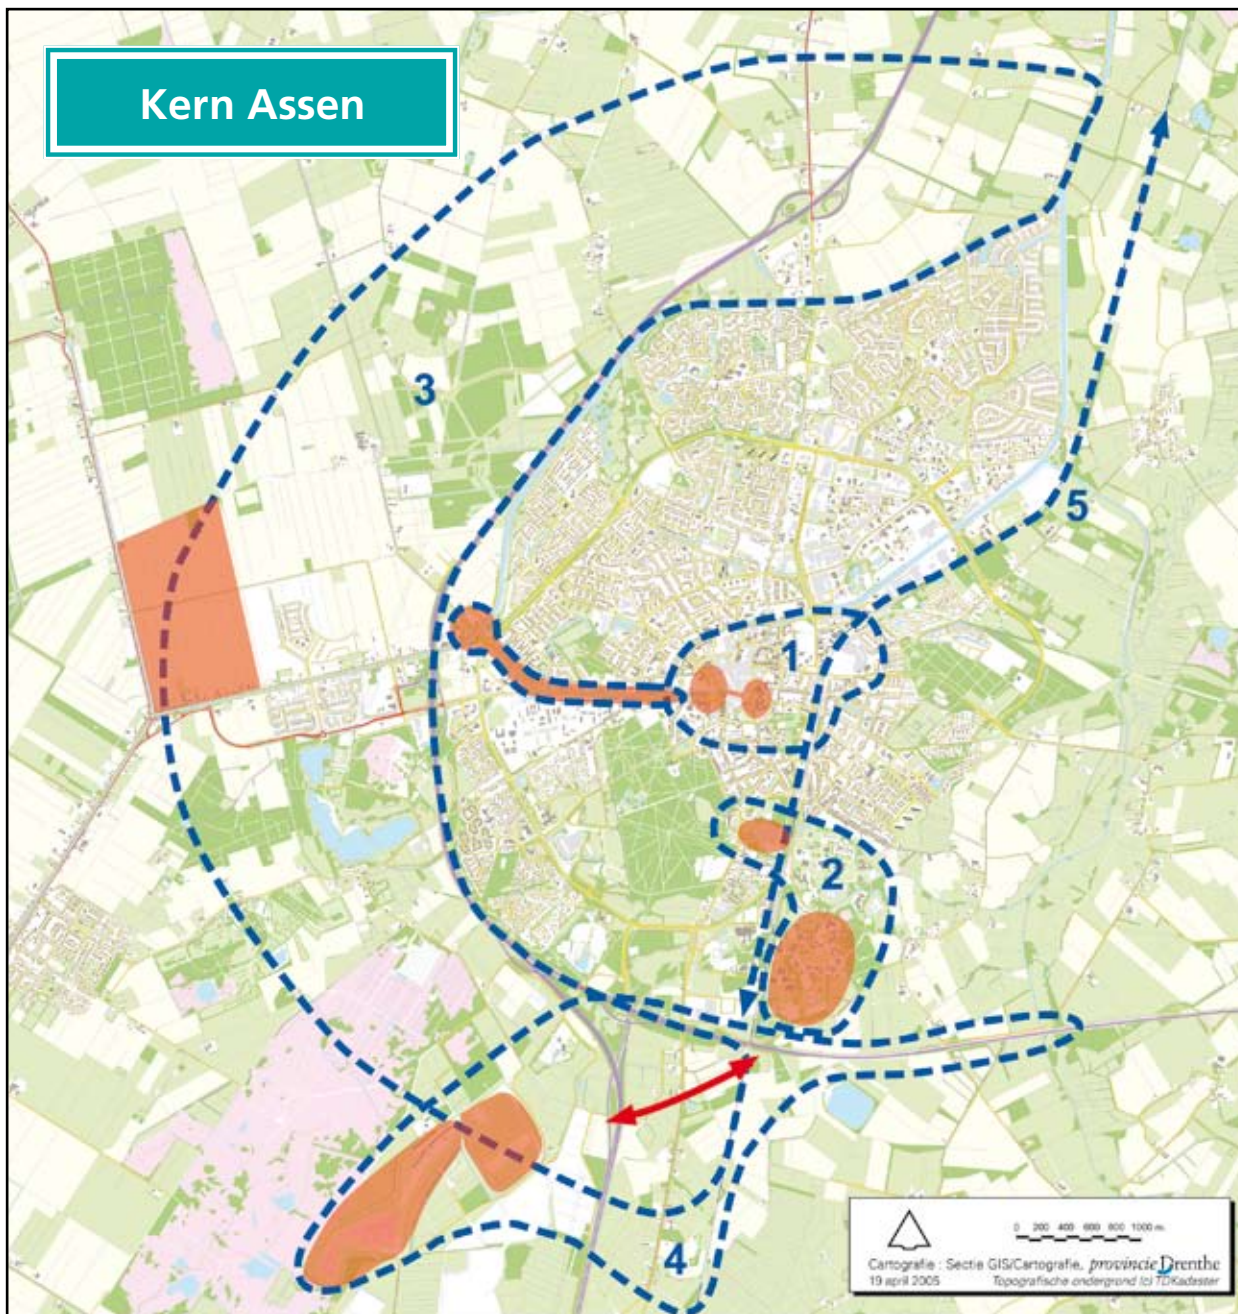 Kern Assen
3
5
1
2
4
0 200 400 600 800 1000 m.
Cartografie : Sectie GIS/Cartografie, provincie Drenthe
19 april 2005 Topografische ondergrond (c) TDKadaster